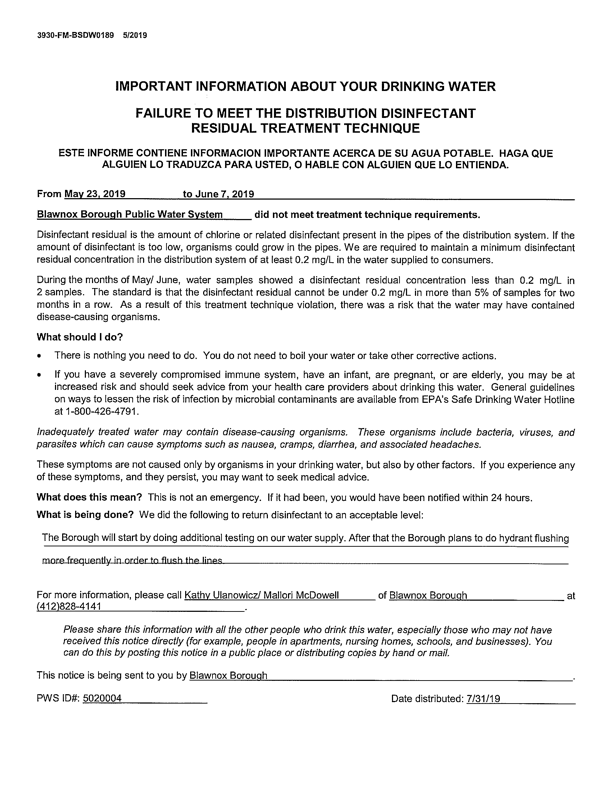 3930-FM-BSDW0189 5/2019
IMPORTANT INFORMATION ABOUT YOUR DRINKING WATER
FAILURE TO MEET THE DISTRIBUTION DISINFECTANT
RESIDUAL TREATMENT TECHNIQUE
ESTE INFORME CONTIENE INFORMACION IMPORTANTE ACERCA DE SU AGUA POTABLE. HAGA QUE
ALGUIEN LO TRADUZCA PARA USTED, O HABLE CON ALGUIEN QUE LO ENTIENDA.
From May 23, 2019 to June 7, 2019
Blawnox Borough Public Water System did not meet treatment technique requirements.
Disinfectant residual is the amount of chlorine or related disinfectant present in the pipes of the distribution system. If the
amount of disinfectant is too low, organisms could grow in the pipes. We are required to maintain a minimum disinfectant
residual concentration in the distribution system of at least 0.2 mg/L in the water supplied to consumers.
During the months of May/ June, water samples showed a disinfectant residual concentration less than 0.2 mg/L in
2 samples. The standard is that the disinfectant residual cannot be under 0.2 mg/L in more than 5% of samples for two
months in a row. As a result of this treatment technique violation, there was a risk that the water may have contained
disease-causing organisms.
What should I do?
• There is nothing you need to do. You do not need to boil your water or take other corrective actions.
• If you have a severely compromised immune system, have an infant, are pregnant, or are elderly, you may be at
increased risk and should seek advice from your health care providers about drinking this water. General guidelines
on ways to lessen the risk of infection by microbial contaminants are available from EPA's Safe Drinking Water Hotline
at 1-800-426-4791.
Inadequately treated water may contain disease-causing organisms. These organisms include bacteria, viruses, and
parasites which can cause symptoms such as nausea, cramps, diarrhea, and associated headaches.
These symptoms are not caused only by organisms in your drinking water, but also by other factors. If you experience any
of these symptoms, and they persist, you may want to seek medical advice.
What does this mean? This is not an emergency. If it had been, you would have been notified within 24 hours.
What is being done? We did the following to return disinfectant to an acceptable level:
The Borough will start by doing additional testing on our water supply. After that the Borough plans to do hydrant flushing
more frequently in order to flush the lines.
For more information, please call Kathy Ulanowicz/ Mallori McDowell of Blawnox Borough at
(412)828-4141 .
Please share this information with all the other people who drink this water, especially those who may not have
received this notice directly (for example, people in apartments, nursing homes, schools, and businesses). You
can do this by posting this notice in a public place or distributing copies by hand or mail.
This notice is being sent to you by Blawnox Borough .
PWS ID#: 5020004 Date distributed: 7/31/19